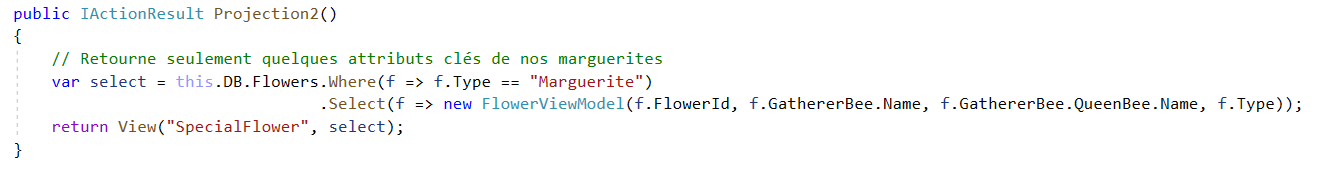 public IActionResult Projection2()
{
// Retourne seulement quelques attributs clés de nos marguerites
var select = this.DB.Flowers.Where(f => f.Type == "Marguerite")
.Select(f => new FlowerViewModel(f.FlowerId, f.GathererBee.Name, f.GathererBee.QueenBee.Name, f.Type));
return View("SpecialFlower", select);
}